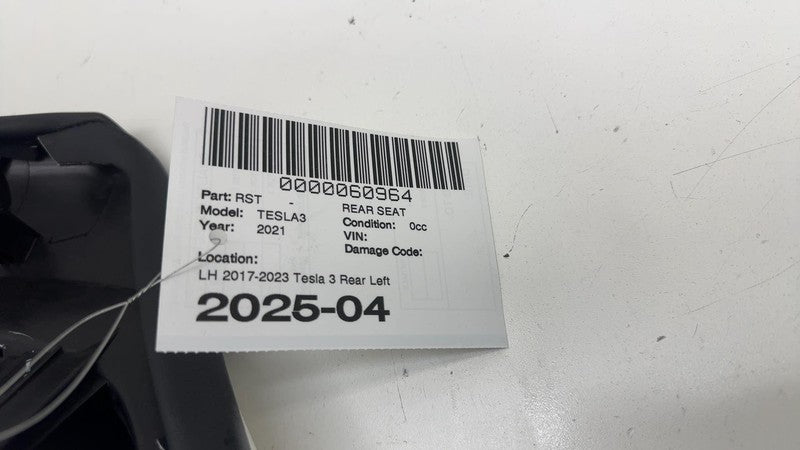 0000060964
Part: RST - REAR SEAT
Model: TESLA3 Condition: 0cc
Year: 2021 VIN:
Damage Code:
Location:
LH 2017-2023 Tesla 3 Rear Left
2025-04